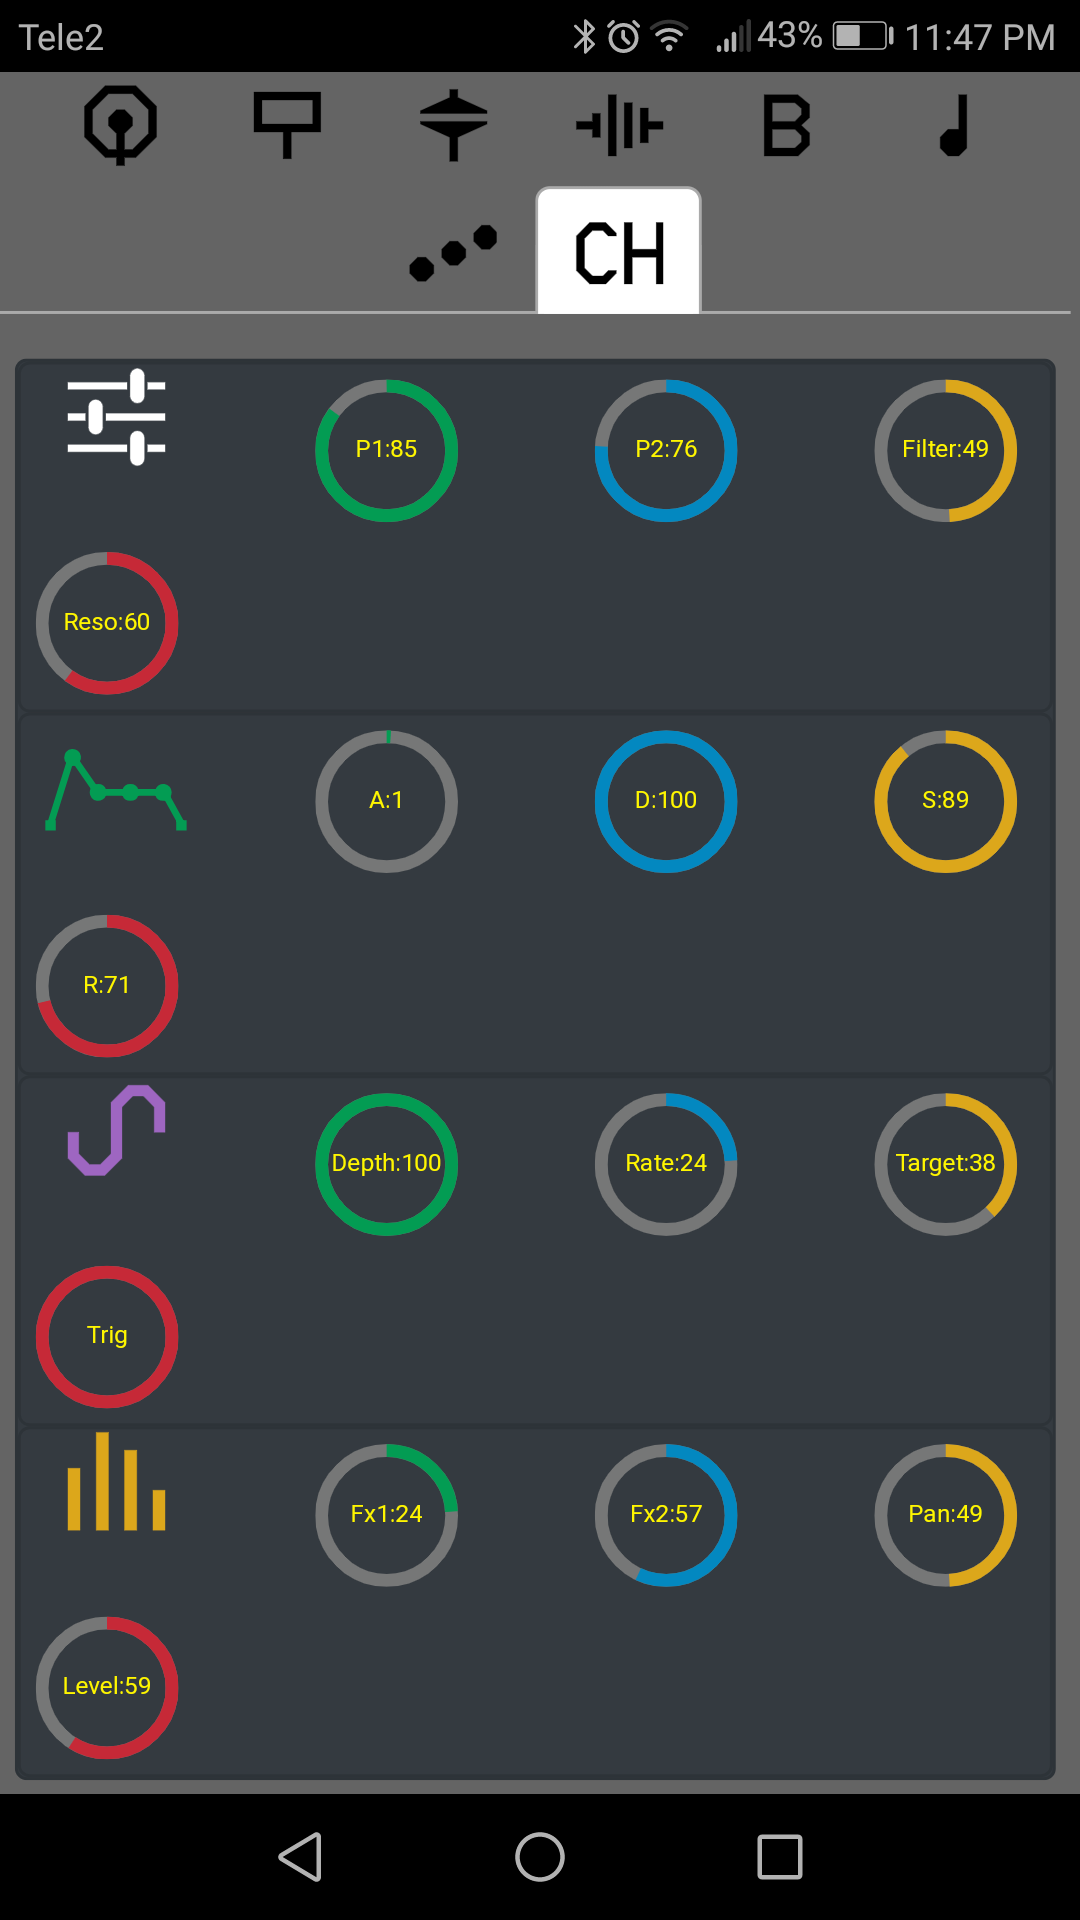 Tele2 43% 11:47 PM
B
CH
P1:85 P2:76 Filter:49
Reso:60
A:1 D:100 S:89
R:71
Depth:100 Rate:24 Target:38
Trig
Fx1:24 Fx2:57 Pan:49
Level:59